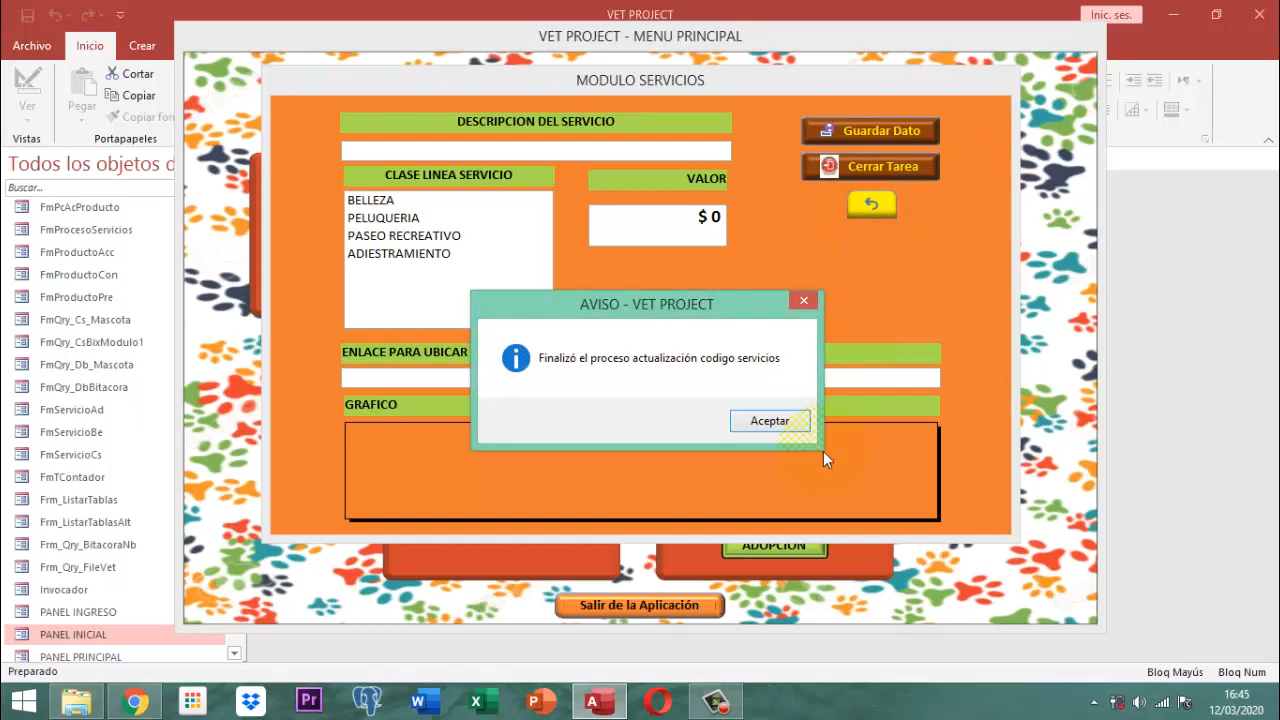 VET PROJECT
Inic. ses.
VET PROJECT - MENU PRINCIPAL
Archivo
Inicio
Crear
MODULO SERVICIOS
Ver
Pegar
Cortar
Copiar
Copiar for
Vistas
Portapapeles
Todos los objetos d
Buscar...
FmPcAcProducto
FmProcesoServicios
FmProductoAcc
FmProductoCon
FmProductoPre
FmQry_Cs_Mascota
FmQry_CsBixModulo1
FmQry_Db_Mascota
FmQry_DbBitacora
FmServicioAd
FmServicioBe
FmServicioCs
FmTContador
Frm_ListarTablas
Frm_ListarTablasAlt
Frm_Qry_BitacoraNb
Frm_Qry_FileVet
Invocador
PANEL INGRESO
PANEL INICIAL
PANEL PRINCIPAL
DESCRIPCION DEL SERVICIO
Guardar Dato
Cerrar Tarea
CLASE LINEA SERVICIO
VALOR
BELLEZA
PELUQUERIA
PASEO RECREATIVO
ADIESTRAMIENTO
$ 0
ENLACE PARA UBICAR
GRAFICO
AVISO - VET PROJECT
Finalizó el proceso actualización codigo servicios
Aceptar
ADOPCION
Salir de la Aplicación
Preparado
Bloq Mayús
Bloq Num
Pr
W
X
P
A
16:45
12/03/2020